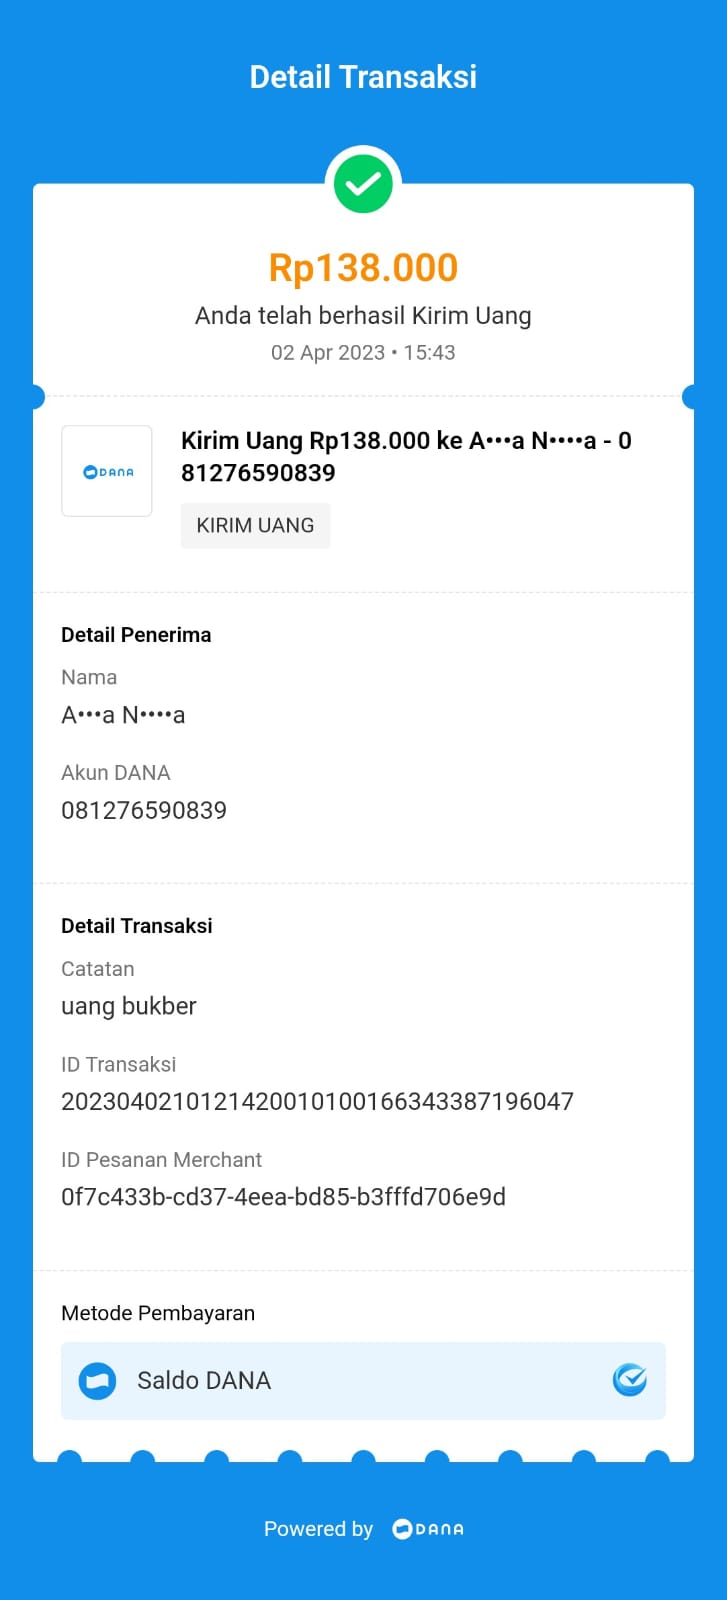 Detail Transaksi
Rp138.000
Anda telah berhasil Kirim Uang
02 Apr 2023 • 15:43
DANA
Kirim Uang Rp138.000 ke A•••a N••••a - 0
81276590839
KIRIM UANG
Detail Penerima
Nama
A•••a N••••a
Akun DANA
081276590839
Detail Transaksi
Catatan
uang bukber
ID Transaksi
2023040210121420010100166343387196047
ID Pesanan Merchant
0f7c433b-cd37-4eea-bd85-b3fffd706e9d
Metode Pembayaran
Saldo DANA
Powered by DANA